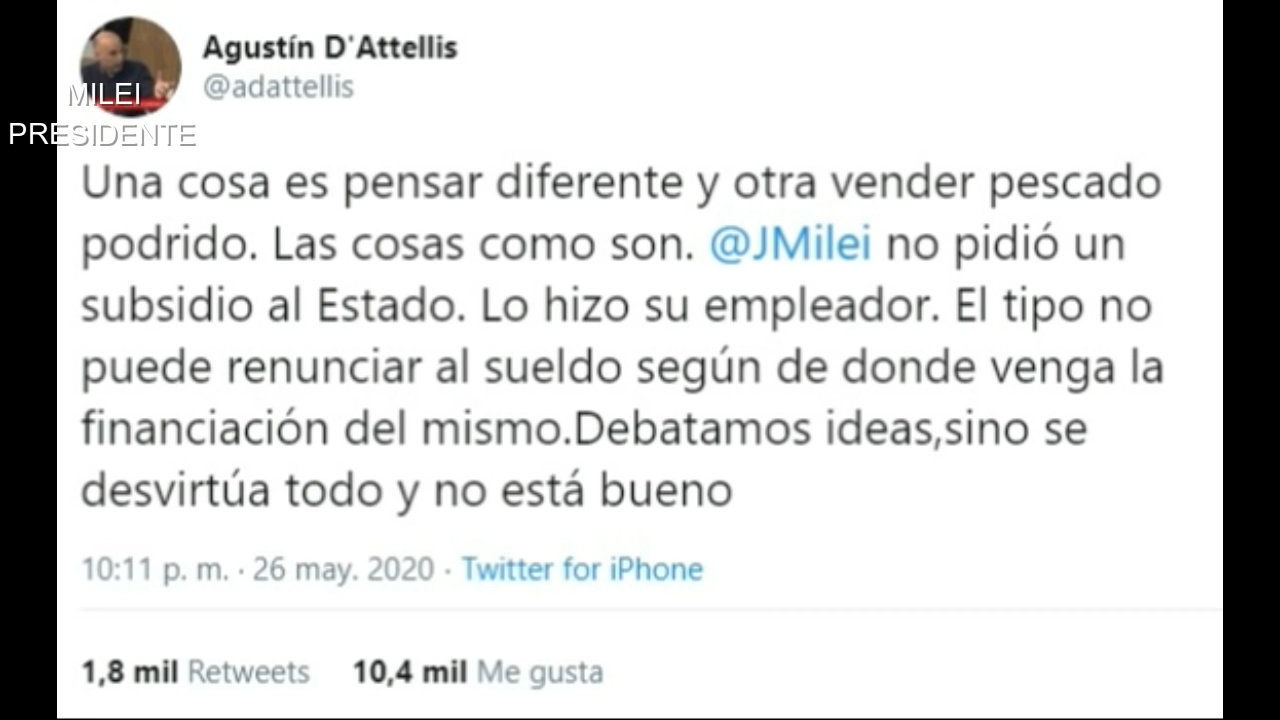 Agustín D'Attellis
@adattellis
MILEI
PRESIDENTE
Una cosa es pensar diferente y otra vender pescado
podrido. Las cosas como son. @JMilei no pidió un
subsidio al Estado. Lo hizo su empleador. El tipo no
puede renunciar al sueldo según de donde venga la
financiación del mismo.Debatamos ideas,sino se
desvirtúa todo y no está bueno
10:11 p. m. · 26 may. 2020 · Twitter for iPhone
1,8 mil Retweets 10,4 mil Me gusta